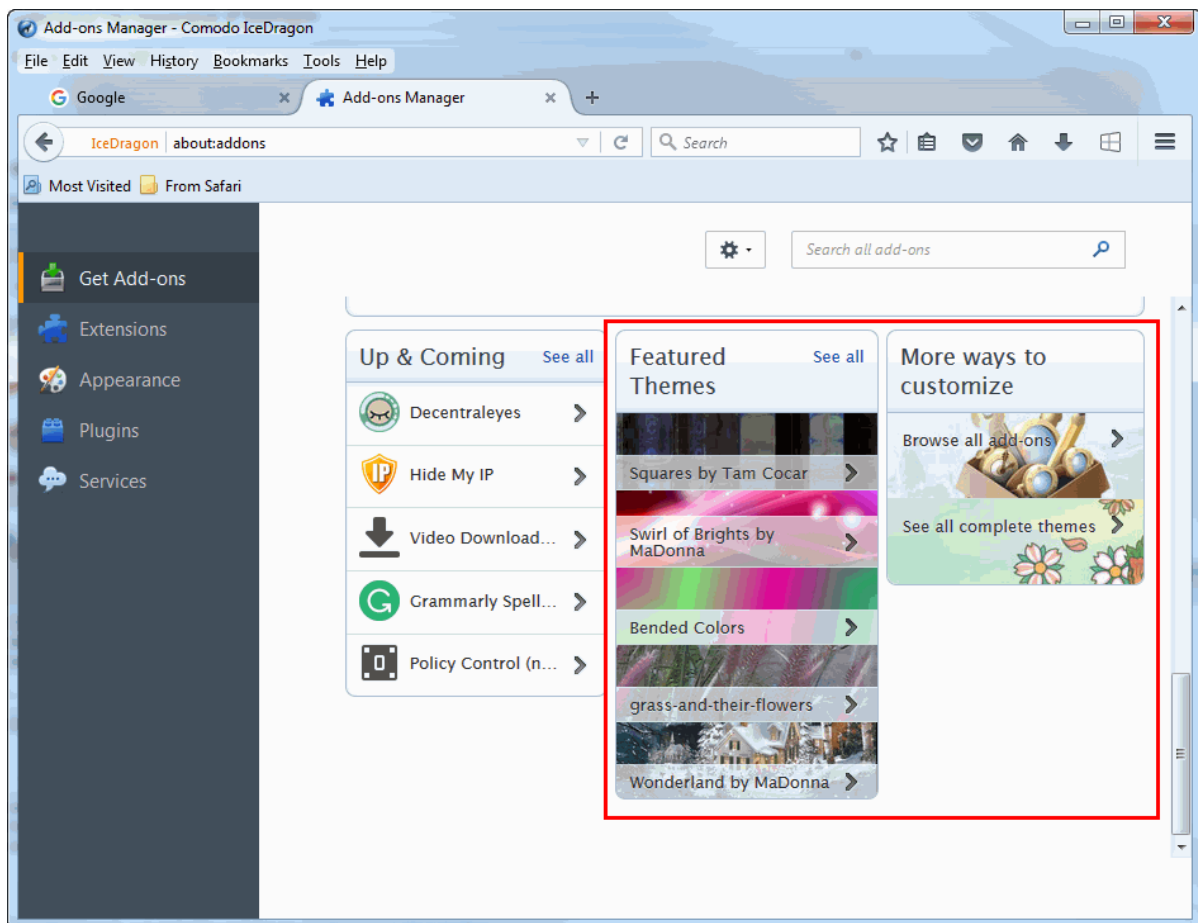 Add-ons Manager - Comodo IceDragon
File Edit View History Bookmarks Tools Help
Google
Add-ons Manager
IceDragon about:addons
Search
Most Visited From Safari
Search all add-ons
Get Add-ons
Extensions
Appearance
Plugins
Services
Up & Coming See all
Decentraleyes
Hide My IP
Video Download...
Grammarly Spell...
Policy Control (n...
Featured See all
Themes
Squares by Tam Cocar
Swirl of Brights by
MaDonna
Bended Colors
grass-and-their-flowers
Wonderland by MaDonna
More ways to
customize
Browse all add-ons
See all complete themes